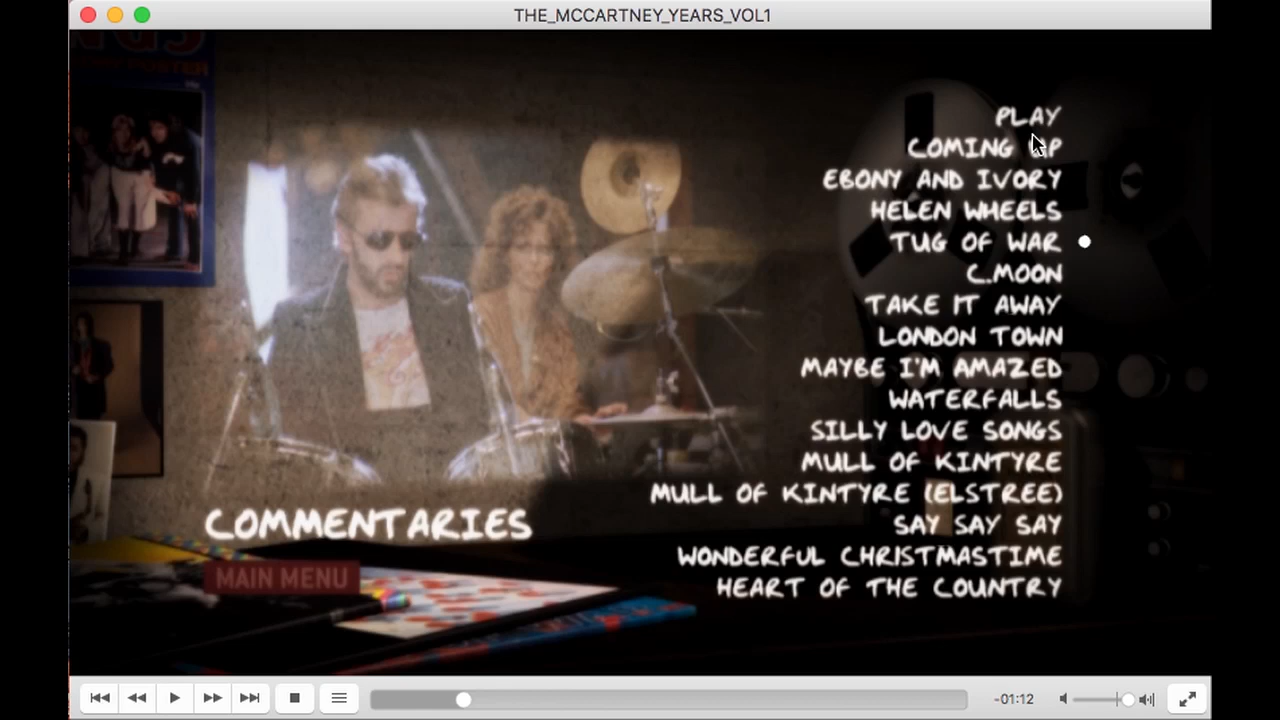 THE_MCCARTNEY_YEARS_VOL1
PLAY
COMING UP
EBONY AND IVORY
HELEN WHEELS
TUG OF WAR
C.MOON
TAKE IT AWAY
LONDON TOWN
MAYBE I'M AMAZED
WATERFALLS
SILLY LOVE SONGS
MULL OF KINTYRE
MULL OF KINTYRE (ELSTREE)
SAY SAY SAY
WONDERFUL CHRISTMASTIME
HEART OF THE COUNTRY
COMMENTARIES
MAIN MENU
-01:12